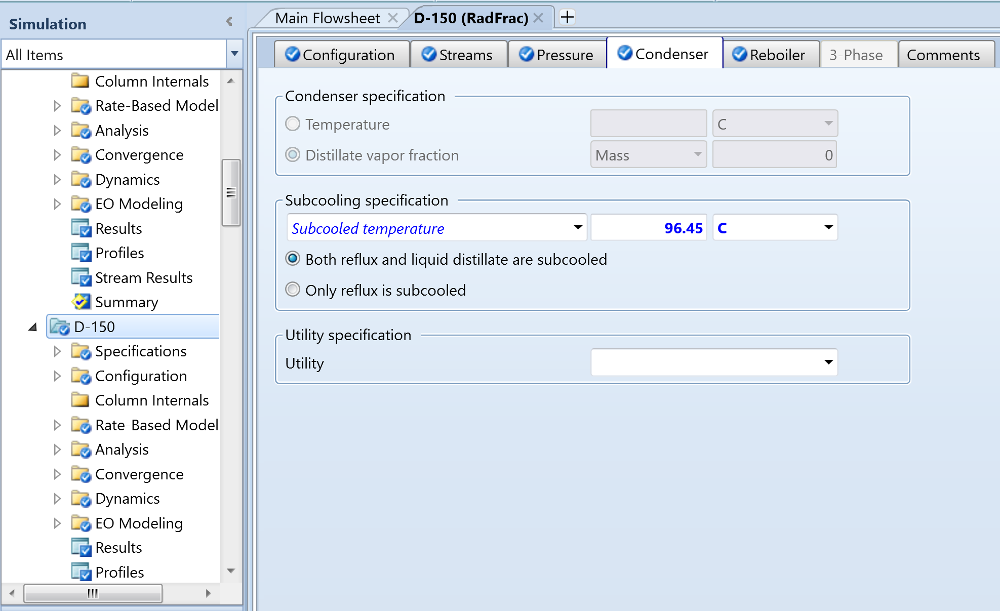 Simulation
All Items
Column Internals
Rate-Based Model
Analysis
Convergence
Dynamics
EO Modeling
Results
Profiles
Stream Results
Summary
D-150
Specifications
Configuration
Column Internals
Rate-Based Model
Analysis
Convergence
Dynamics
EO Modeling
Results
Profiles
Main Flowsheet D-150 (RadFrac)
Configuration Streams Pressure Condenser Reboiler 3-Phase Comments
Condenser specification
Temperature C
Distillate vapor fraction Mass 0
Subcooling specification
Subcooled temperature 96.45 C
Both reflux and liquid distillate are subcooled
Only reflux is subcooled
Utility specification
Utility